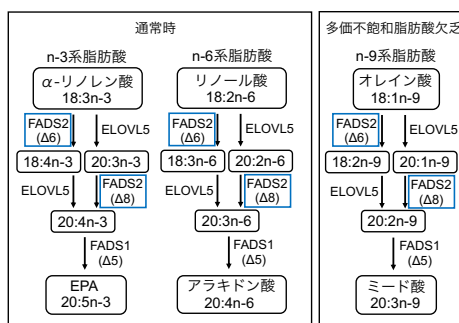 通常時
n-3系脂肪酸
α-リノレン酸
18:3n-3
FADS2
(Δ6)
ELOVL5
18:4n-3
20:3n-3
ELOVL5
FADS2
(Δ8)
20:4n-3
FADS1
(Δ5)
EPA
20:5n-3
n-6系脂肪酸
リノール酸
18:2n-6
FADS2
(Δ6)
ELOVL5
18:3n-6
20:2n-6
ELOVL5
FADS2
(Δ8)
20:3n-6
FADS1
(Δ5)
アラキドン酸
20:4n-6
多価不飽和脂肪酸欠乏
n-9系脂肪酸
オレイン酸
18:1n-9
FADS2
(Δ6)
ELOVL5
18:2n-9
20:1n-9
ELOVL5
FADS2
(Δ8)
20:2n-9
FADS1
(Δ5)
ミード酸
20:3n-9